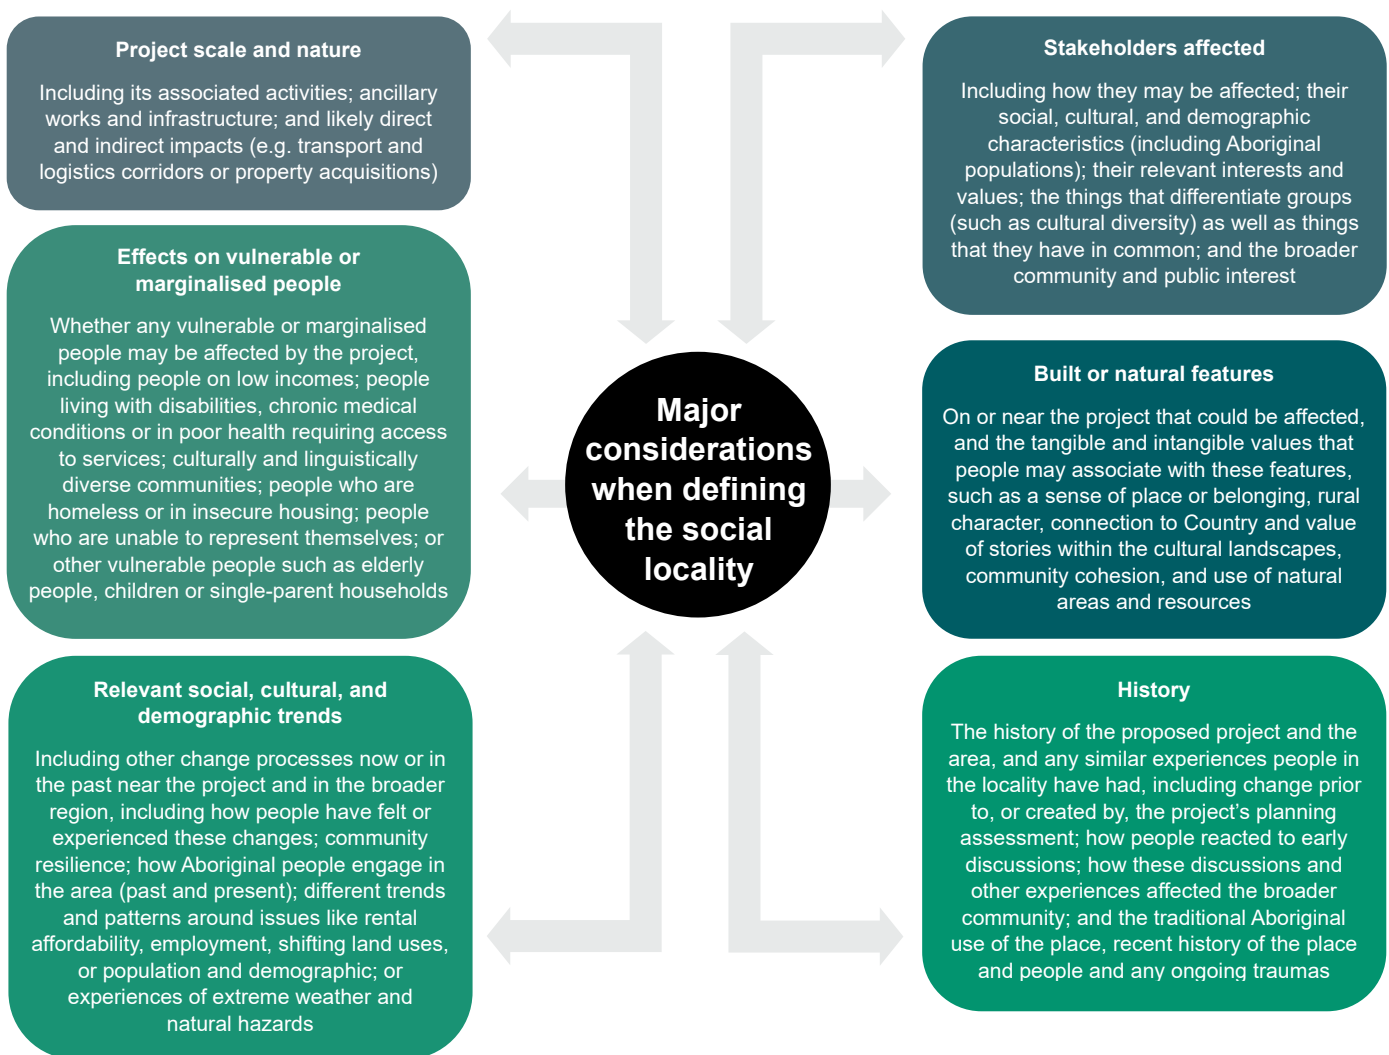 Project scale and nature
Including its associated activities; ancillary
works and infrastructure; and likely direct
and indirect impacts (e.g. transport and
logistics corridors or property acquisitions)
Effects on vulnerable or
marginalised people
Whether any vulnerable or marginalised
people may be affected by the project,
including people on low incomes; people
living with disabilities, chronic medical
conditions or in poor health requiring access
to services; culturally and linguistically
diverse communities; people who are
homeless or in insecure housing; people
who are unable to represent themselves; or
other vulnerable people such as elderly
people, children or single-parent households
Relevant social, cultural, and
demographic trends
Including other change processes now or in
the past near the project and in the broader
region, including how people have felt or
experienced these changes; community
resilience; how Aboriginal people engage in
the area (past and present); different trends
and patterns around issues like rental
affordability, employment, shifting land uses,
or population and demographic; or
experiences of extreme weather and
natural hazards
Major
considerations
when defining
the social
locality
Stakeholders affected
Including how they may be affected; their
social, cultural, and demographic
characteristics (including Aboriginal
populations); their relevant interests and
values; the things that differentiate groups
(such as cultural diversity) as well as things
that they have in common; and the broader
community and public interest
Built or natural features
On or near the project that could be affected,
and the tangible and intangible values that
people may associate with these features,
such as a sense of place or belonging, rural
character, connection to Country and value
of stories within the cultural landscapes,
community cohesion, and use of natural
areas and resources
History
The history of the proposed project and the
area, and any similar experiences people in
the locality have had, including change prior
to, or created by, the project's planning
assessment; how people reacted to early
discussions; how these discussions and
other experiences affected the broader
community; and the traditional Aboriginal
use of the place, recent history of the place
and people and any ongoing traumas